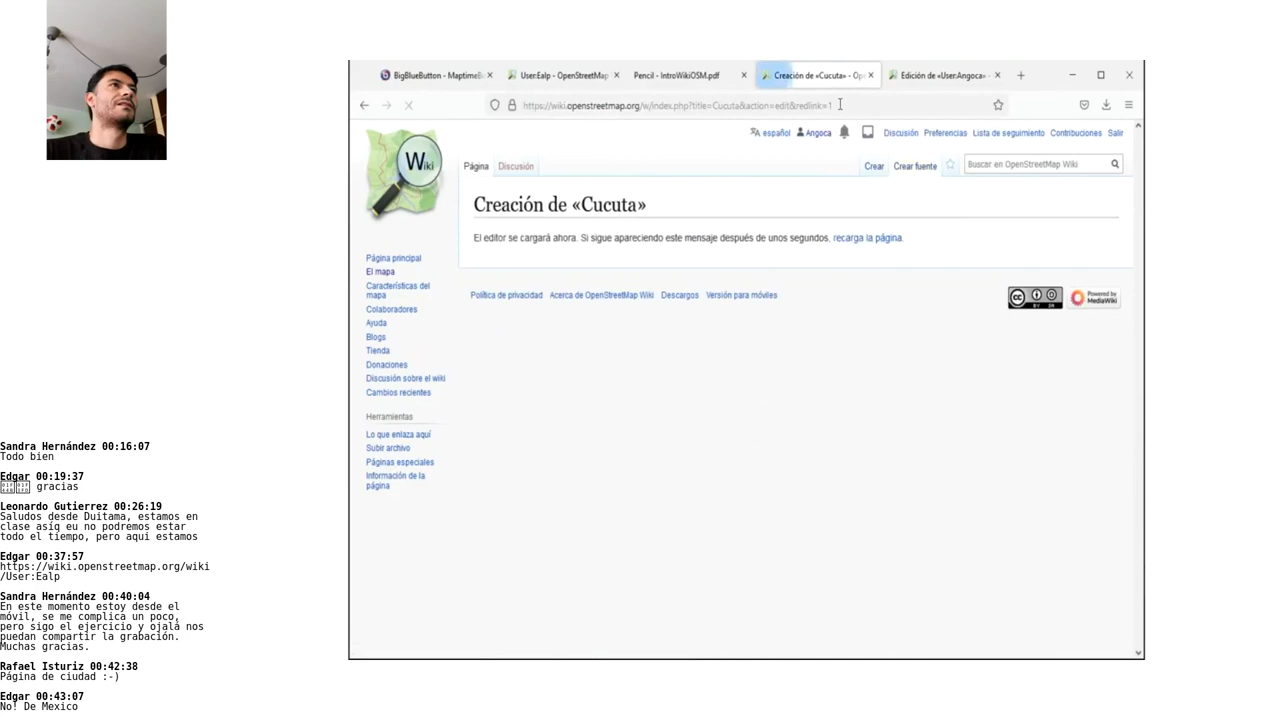 BigBlueButton - MaptimeB
User:Ealp - OpenStreetMap
Pencil - IntroWikiOSM.pdf
Creación de «Cucuta» - Op
Edición de «User:Angoca» -
https://wiki.openstreetmap.org/w/index.php?title=Cucuta&action=edit&redlink=1
español Angoca Discusión Preferencias Lista de seguimiento Contribuciones Salir
Wiki
Página Discusión Crear Crear fuente Buscar en OpenStreetMap Wiki
Creación de «Cucuta»
El editor se cargará ahora. Si sigue apareciendo este mensaje después de unos segundos, recarga la página.
Página principal
El mapa
Características del
mapa
Colaboradores
Ayuda
Blogs
Tienda
Donaciones
Discusión sobre el wiki
Cambios recientes
Herramientas
Lo que enlaza aquí
Subir archivo
Páginas especiales
Información de la
página
Política de privacidad Acerca de OpenStreetMap Wiki Descargos Versión para móviles
cc BY SA
Powered by
MediaWiki
Sandra Hernández 00:16:07
Todo bien
Edgar 00:19:37
gracias
Leonardo Gutierrez 00:26:19
Saludos desde Duitama, estamos en
clase asiq eu no podremos estar
todo el tiempo, pero aqui estamos
Edgar 00:37:57
https://wiki.openstreetmap.org/wiki
/User:Ealp
Sandra Hernández 00:40:04
En este momento estoy desde el
móvil, se me complica un poco,
pero sigo el ejercicio y ojalá nos
puedan compartir la grabación.
Muchas gracias.
Rafael Isturiz 00:42:38
Página de ciudad :-)
Edgar 00:43:07
No! De Mexico